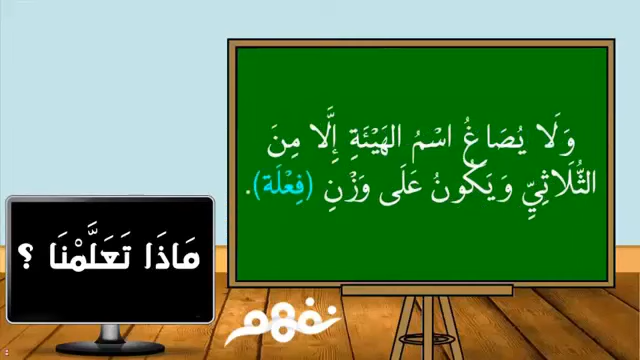 وَلَا يُصَاغُ اسْمُ الهَيْئَةِ إِلَّا مِنَ
الثُّلَاثِيِّ وَيَكُونُ عَلَى وَزْنِ (فِعْلَة).
مَاذَا تَعَلَّمْنَا ؟
نفهم